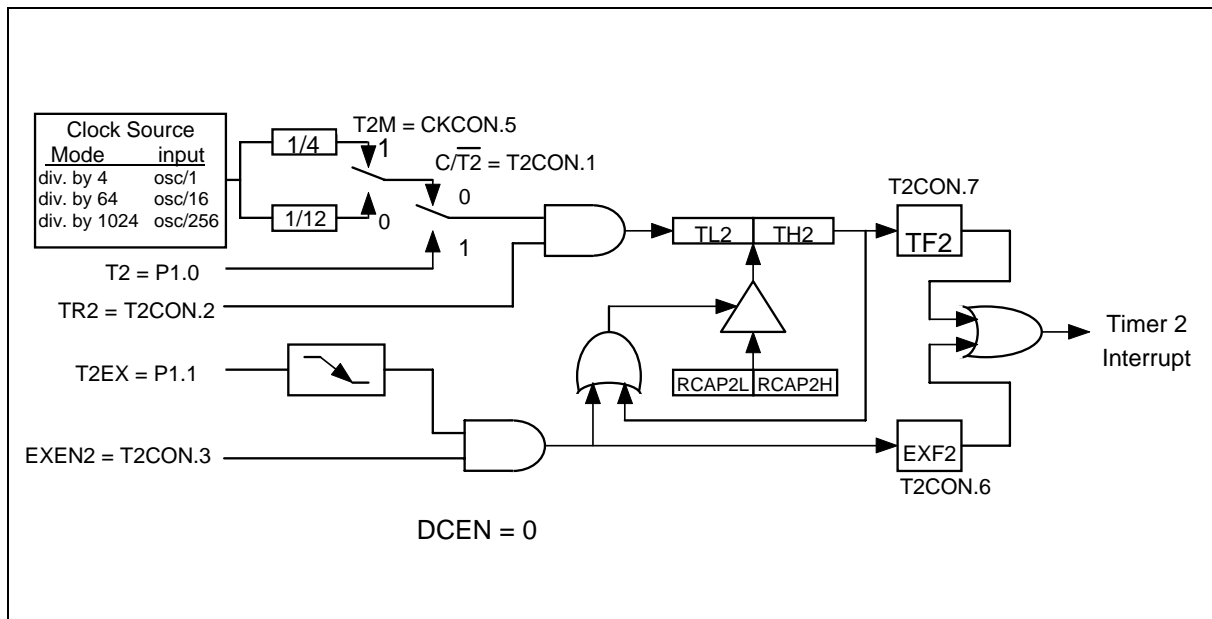 Clock Source
Mode input
div. by 4 osc/1
div. by 64 osc/16
div. by 1024 osc/256
1/4
1/12
T2M = CKCON.5
1
0
C/T2 = T2CON.1
0
1
T2 = P1.0
TR2 = T2CON.2
T2EX = P1.1
EXEN2 = T2CON.3
TL2 TH2
RCAP2L RCAP2H
T2CON.7
TF2
EXF2
T2CON.6
Timer 2
Interrupt
DCEN = 0